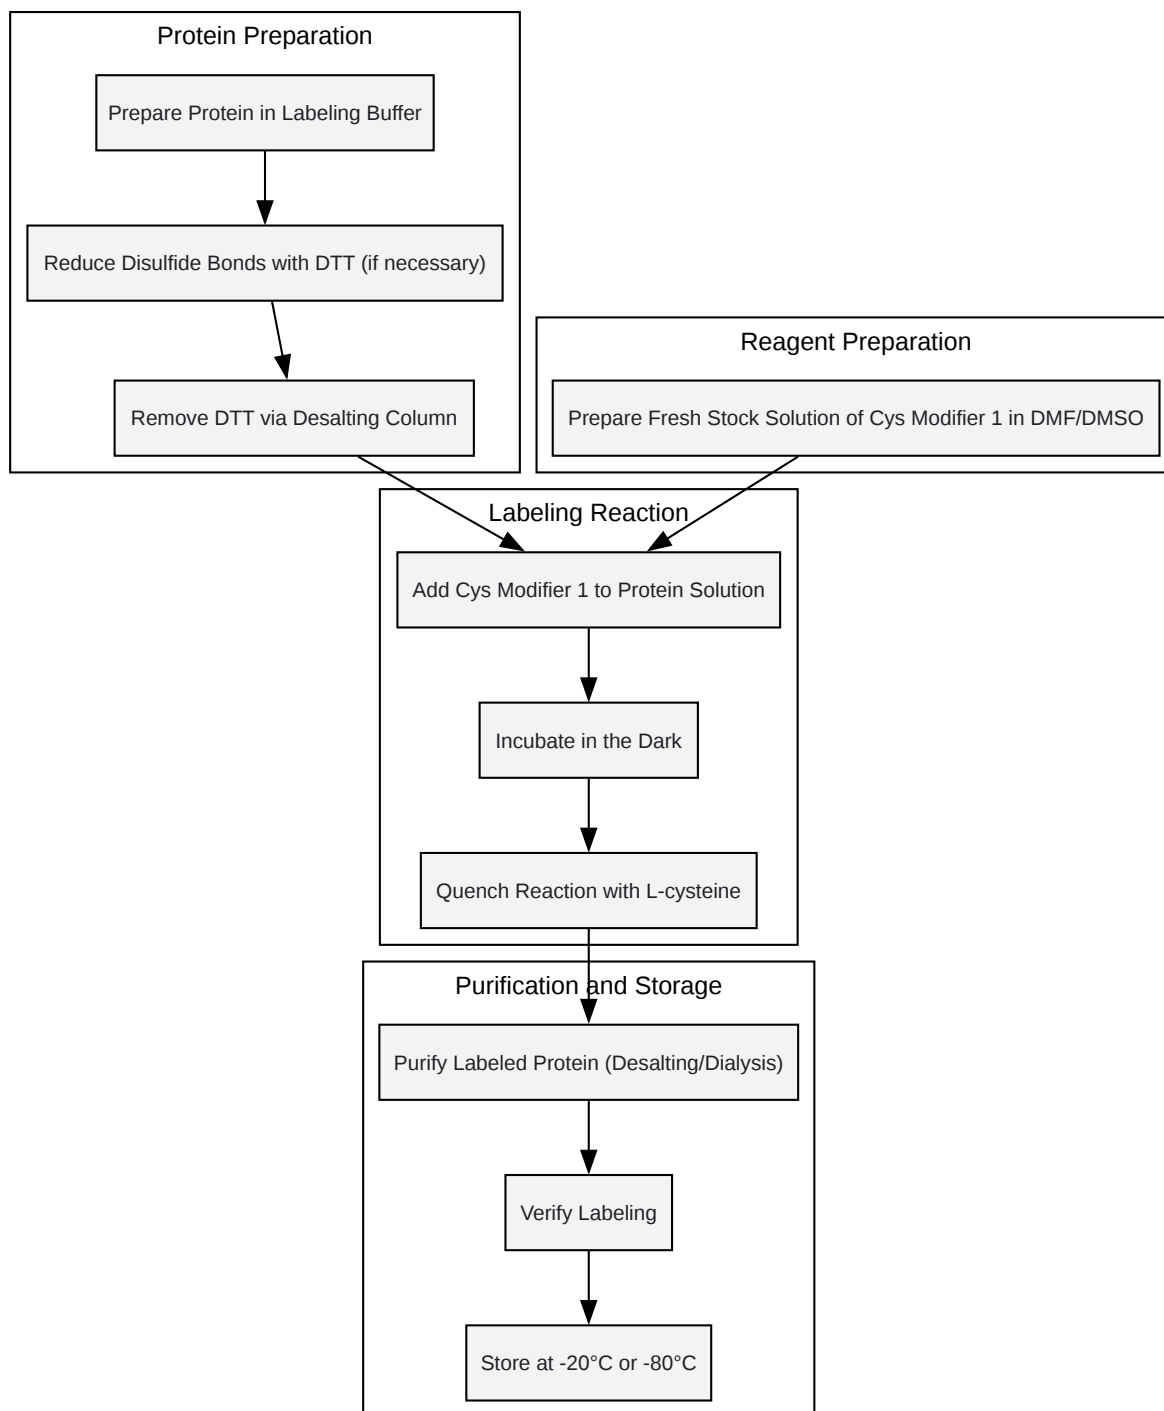 Protein Preparation
Prepare Protein in Labeling Buffer
Reduce Disulfide Bonds with DTT (if necessary)
Remove DTT via Desalting Column
Reagent Preparation
Prepare Fresh Stock Solution of Cys Modifier 1 in DMF/DMSO
Labeling Reaction
Add Cys Modifier 1 to Protein Solution
Incubate in the Dark
Quench Reaction with L-cysteine
Purification and Storage
Purify Labeled Protein (Desalting/Dialysis)
Verify Labeling
Store at -20°C or -80°C